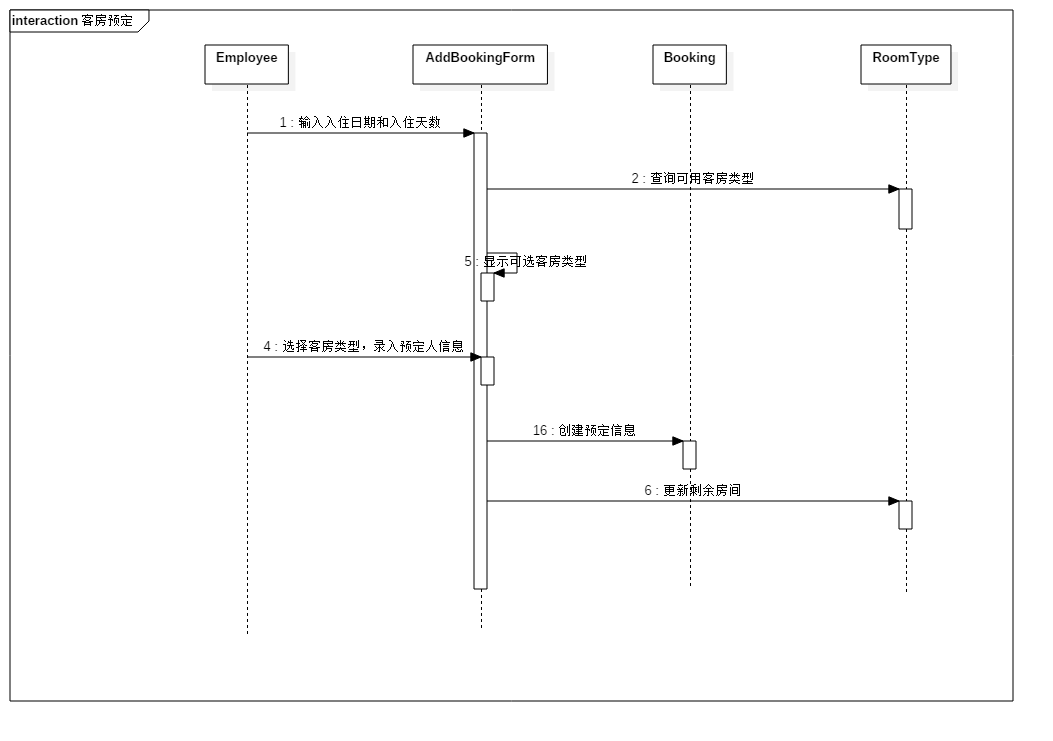 interaction 客房预定
Employee
AddBookingForm
Booking
RoomType
1 : 输入入住日期和入住天数
2 : 查询可用客房类型
5 : 显示可选客房类型
4 : 选择客房类型，录入预定人信息
16 : 创建预定信息
6 : 更新剩余房间